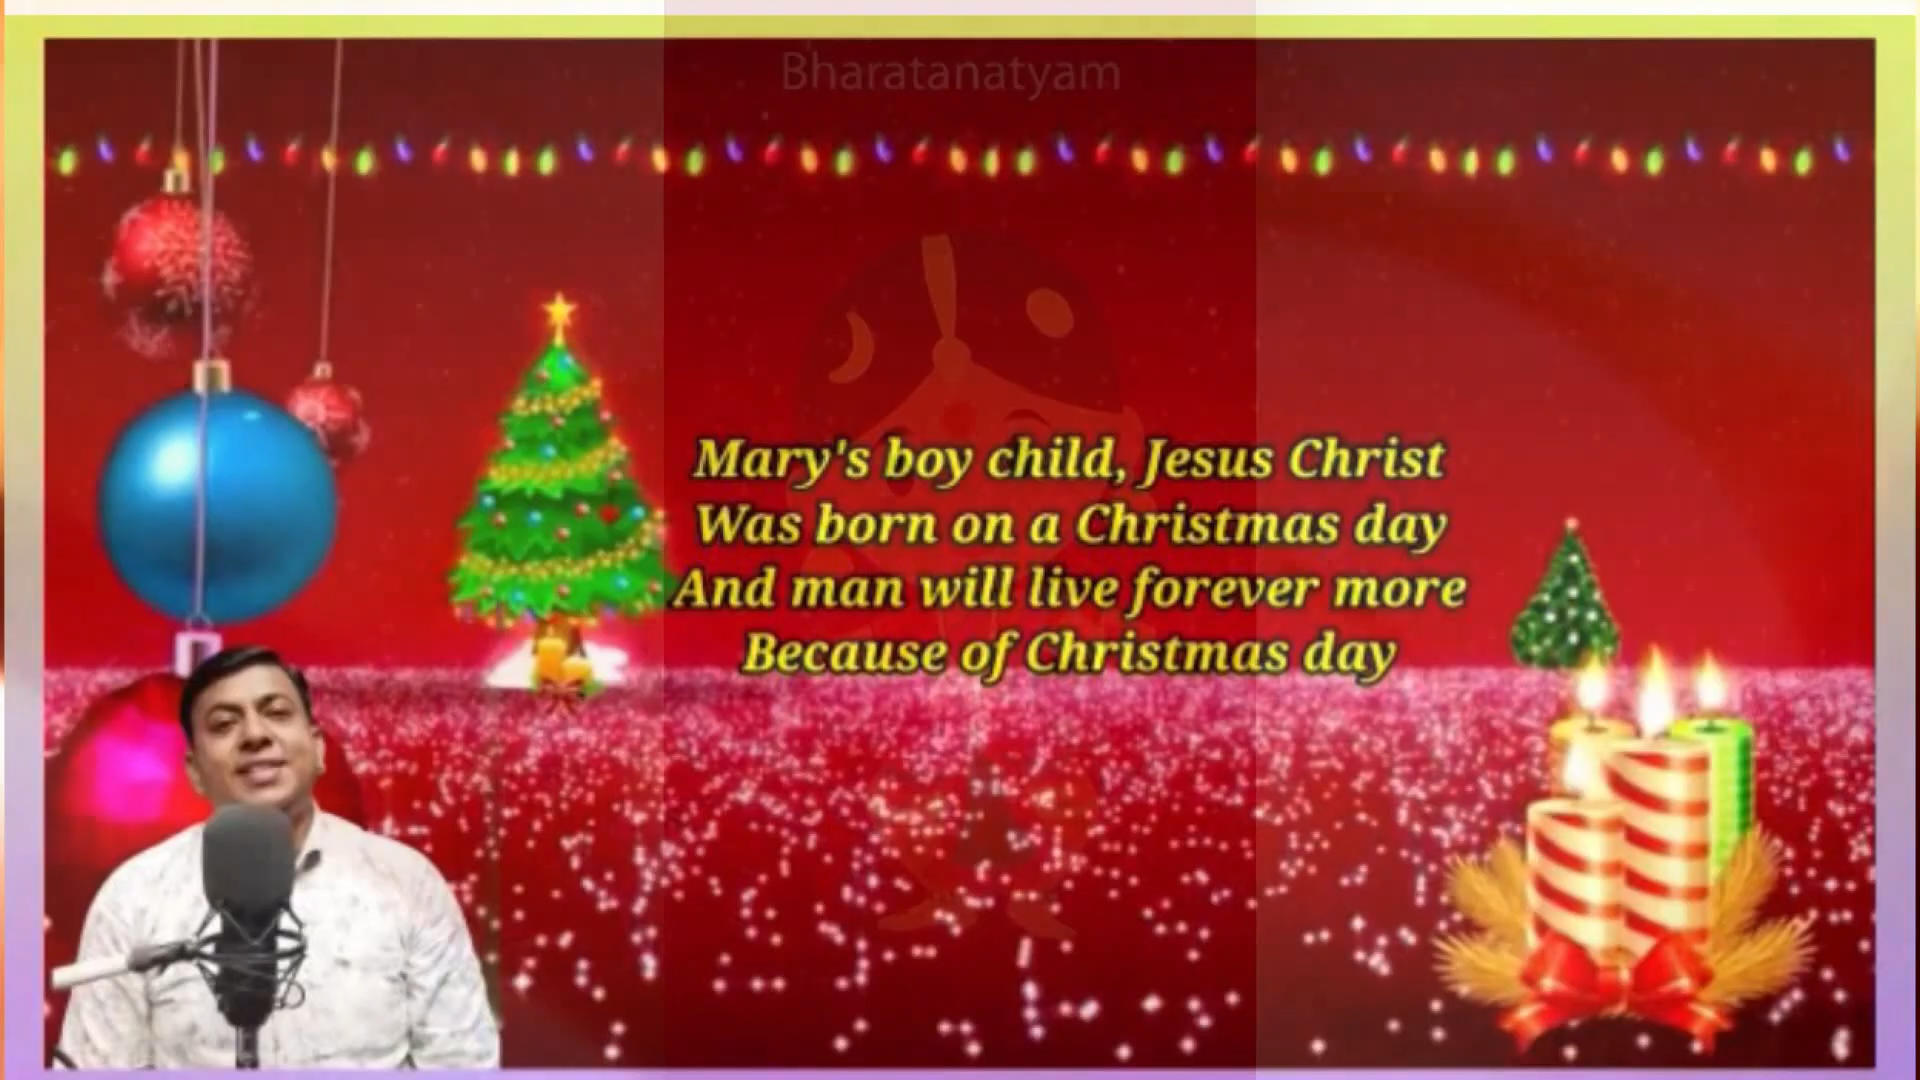 Bharatanatyam
Mary's boy child, Jesus Christ
Was born on a Christmas day
And man will live forever more
Because of Christmas day